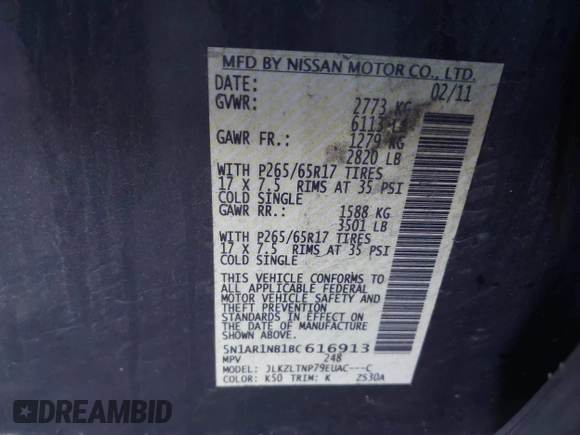 MFD BY NISSAN MOTOR CO., LTD.
DATE: 02/11
GVWR: 2773 KG
6113 LB
GAWR FR.: 1279 KG
2820 LB
WITH P265/65R17 TIRES
17 X 7.5 RIMS AT 35 PSI
COLD SINGLE
GAWR RR.: 1588 KG
3501 LB
WITH P265/65R17 TIRES
17 X 7.5 RIMS AT 35 PSI
COLD SINGLE
THIS VEHICLE CONFORMS TO
ALL APPLICABLE FEDERAL
MOTOR VEHICLE SAFETY
AND THEFT PREVENTION
STANDARDS IN EFFECT ON
THE DATE OF MANUFACTURE
SHOWN ABOVE.
5N1AR1NB1BC616913
MPV 248
MODEL: JLKZLTNP79EUAC---C
COLOR: K50 TRIM: K ZS30A